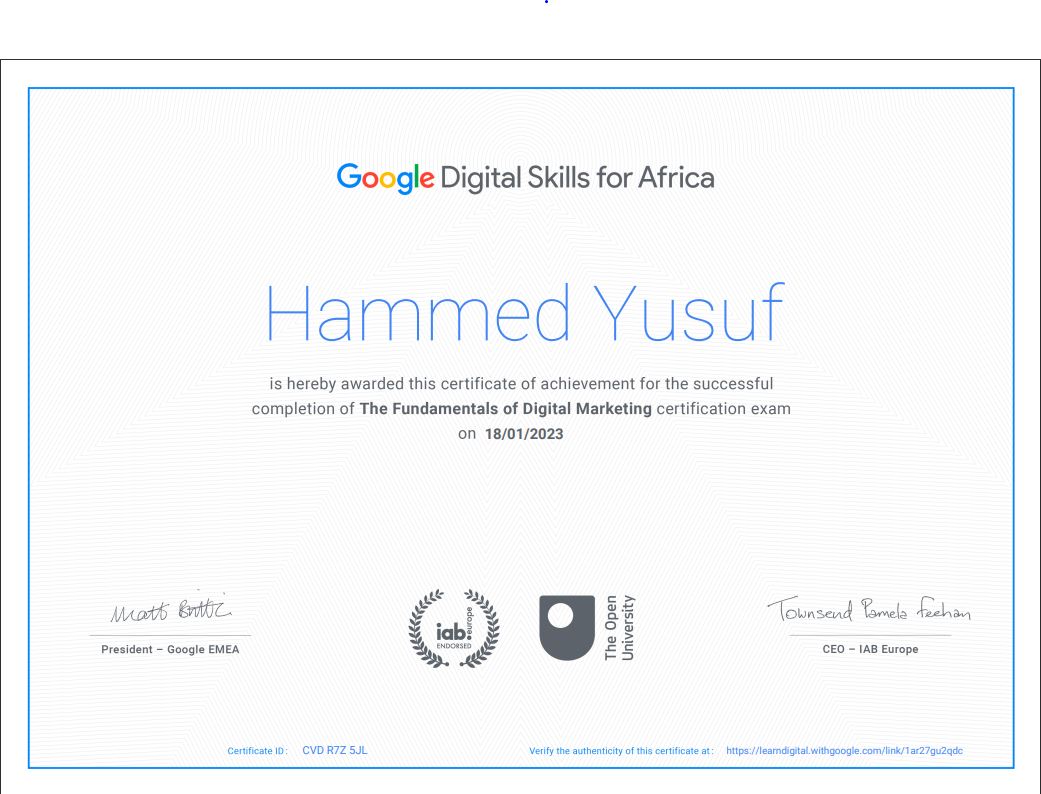 Google Digital Skills for Africa
Hammed Yusuf
is hereby awarded this certificate of achievement for the successful
completion of The Fundamentals of Digital Marketing certification exam
on 18/01/2023
Matt Brittin
President – Google EMEA
iab europe
ENDORSED
The Open
University
Townsend Pamela Feehan
CEO – IAB Europe
Certificate ID : CVD R7Z 5JL
Verify the authenticity of this certificate at : https://learndigital.withgoogle.com/link/1ar27gu2qdc